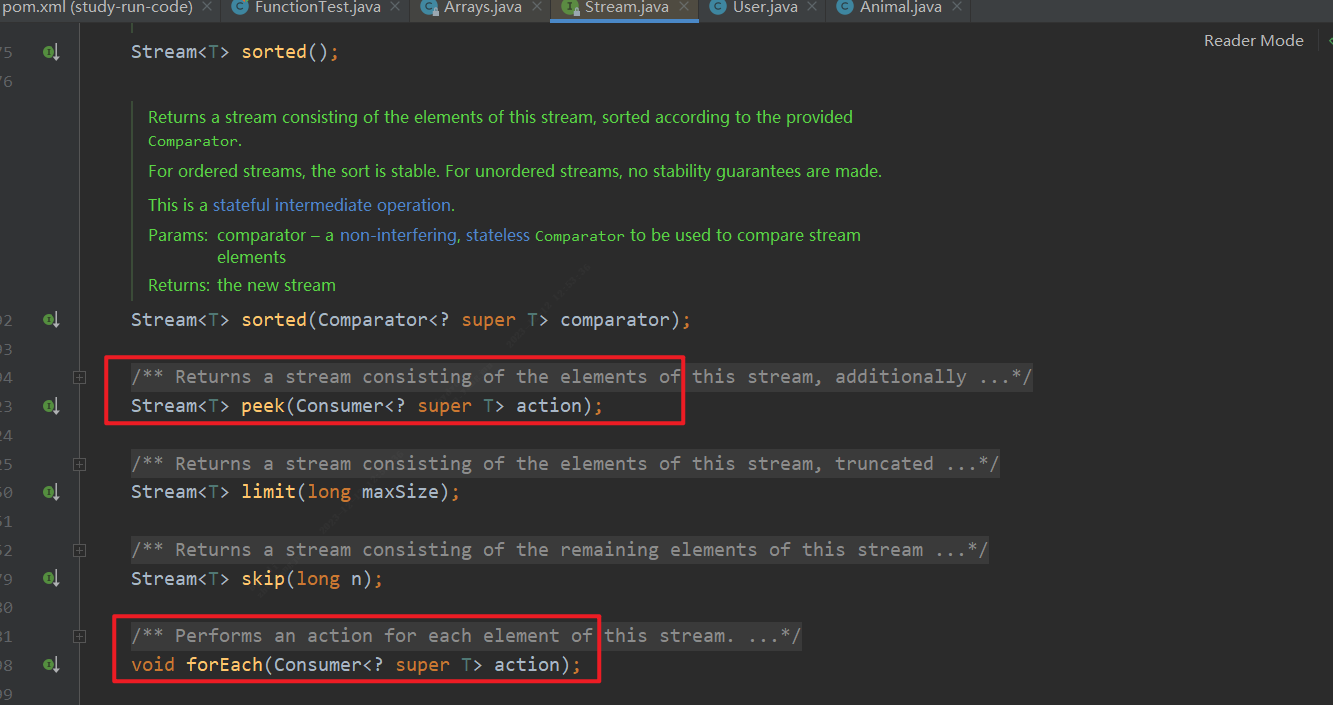 pom.xml (study-run-code) FunctionTest.java Arrays.java Stream.java User.java Animal.java
Reader Mode
75 Stream<T> sorted();
76
Returns a stream consisting of the elements of this stream, sorted according to the provided
Comparator.
For ordered streams, the sort is stable. For unordered streams, no stability guarantees are made.
This is a stateful intermediate operation.
Params: comparator – a non-interfering, stateless Comparator to be used to compare stream
elements
Returns: the new stream
92 Stream<T> sorted(Comparator<? super T> comparator);
93
94 /** Returns a stream consisting of the elements of this stream, additionally ...*/
23 Stream<T> peek(Consumer<? super T> action);
24
25 /** Returns a stream consisting of the elements of this stream, truncated ...*/
50 Stream<T> limit(long maxSize);
51
52 /** Returns a stream consisting of the remaining elements of this stream ...*/
79 Stream<T> skip(long n);
80
81 /** Performs an action for each element of this stream. ...*/
98 void forEach(Consumer<? super T> action);
99